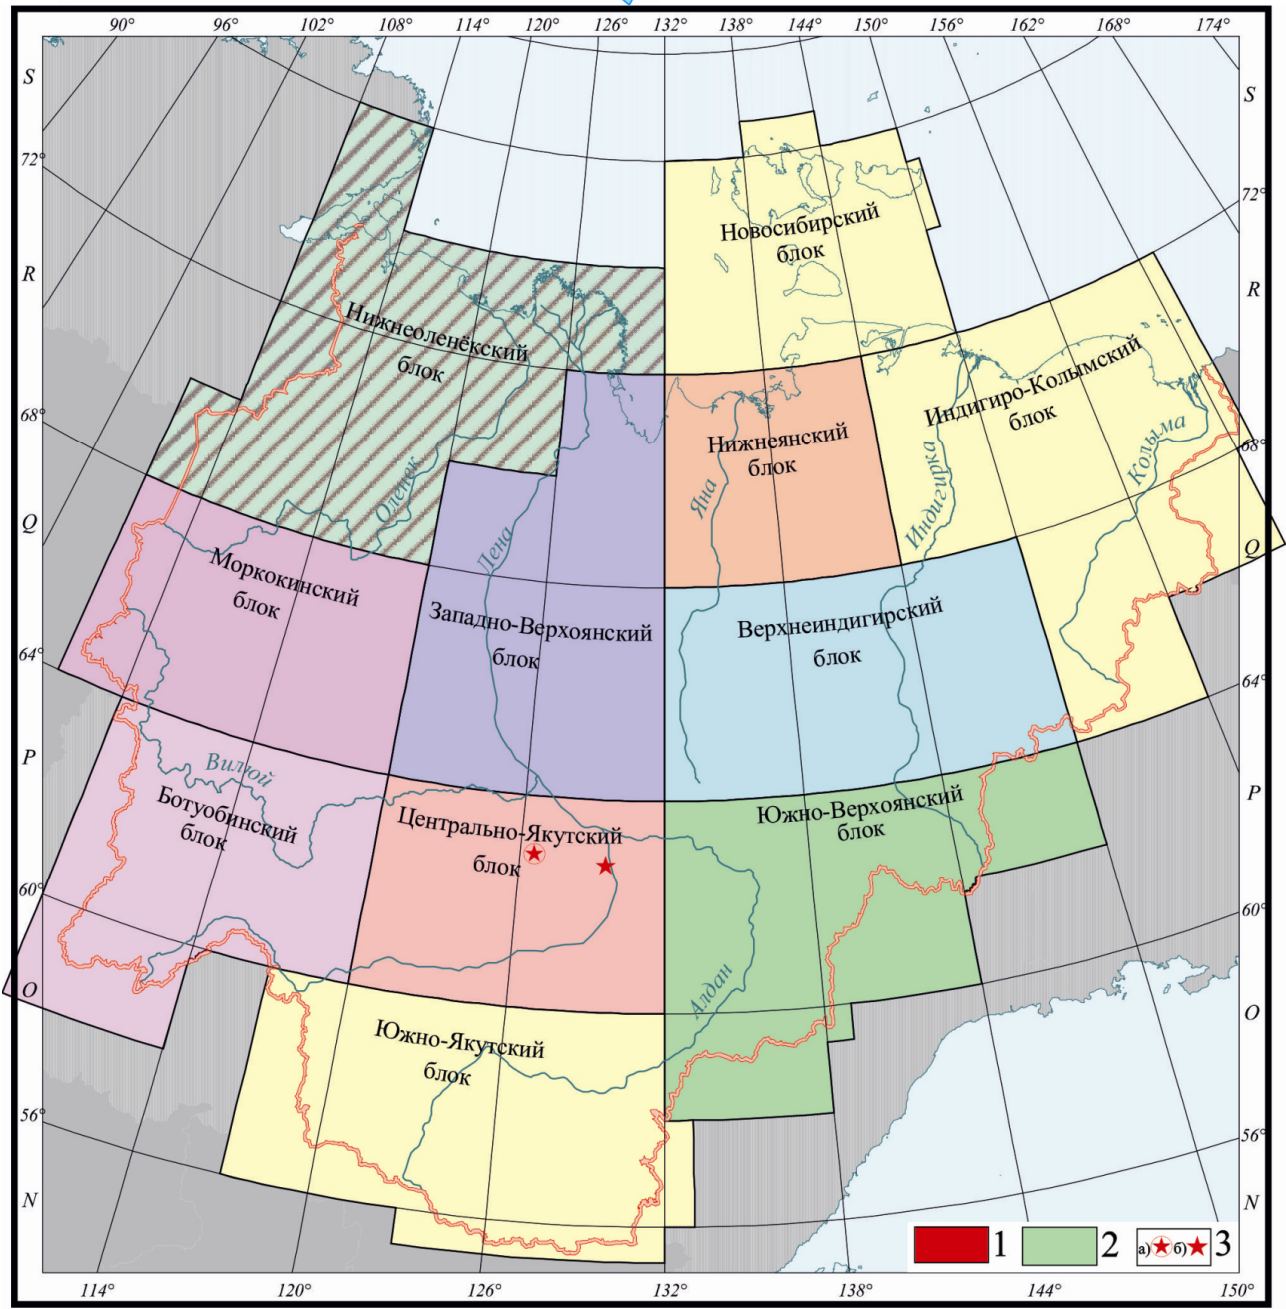 90° 96° 102° 108° 114° 120° 126° 132° 138° 144° 150° 156° 162° 168° 174°
S
S
72°
72°
R
R
68°
68°
Q
Q
64°
64°
P
P
60°
60°
O
O
56°
56°
N
N
Новосибирский
блок
Нижнеоленёкский
блок
Индигиро-Колымский
блок
Нижнеянский
блок
Колыма
Индигирка
Яна
Оленек
Лена
Моркокинский
блок
Западно-Верхоянский
блок
Верхнеиндигирский
блок
Вилюй
Ботуобинский
блок
Центрально-Якутский
блок
Южно-Верхоянский
блок
Алдан
Южно-Якутский
блок
1 2 а) б) 3
114° 120° 126° 132° 138° 144° 150°